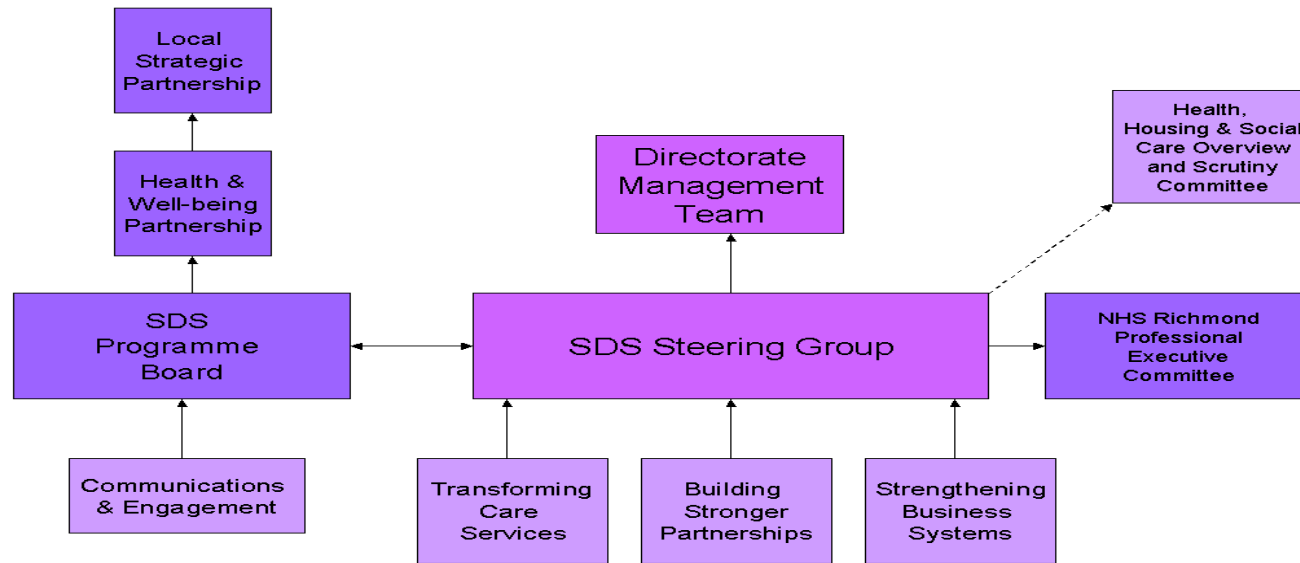 Local
Strategic
Partnership
Health,
Housing & Social
Care Overview
and Scrutiny
Committee
Directorate
Management
Team
Health &
Well-being
Partnership
SDS
Programme
Board
SDS Steering Group
NHS Richmond
Professional
Executive
Committee
Communications
& Engagement
Transforming
Care
Services
Building
Stronger
Partnerships
Strengthening
Business
Systems